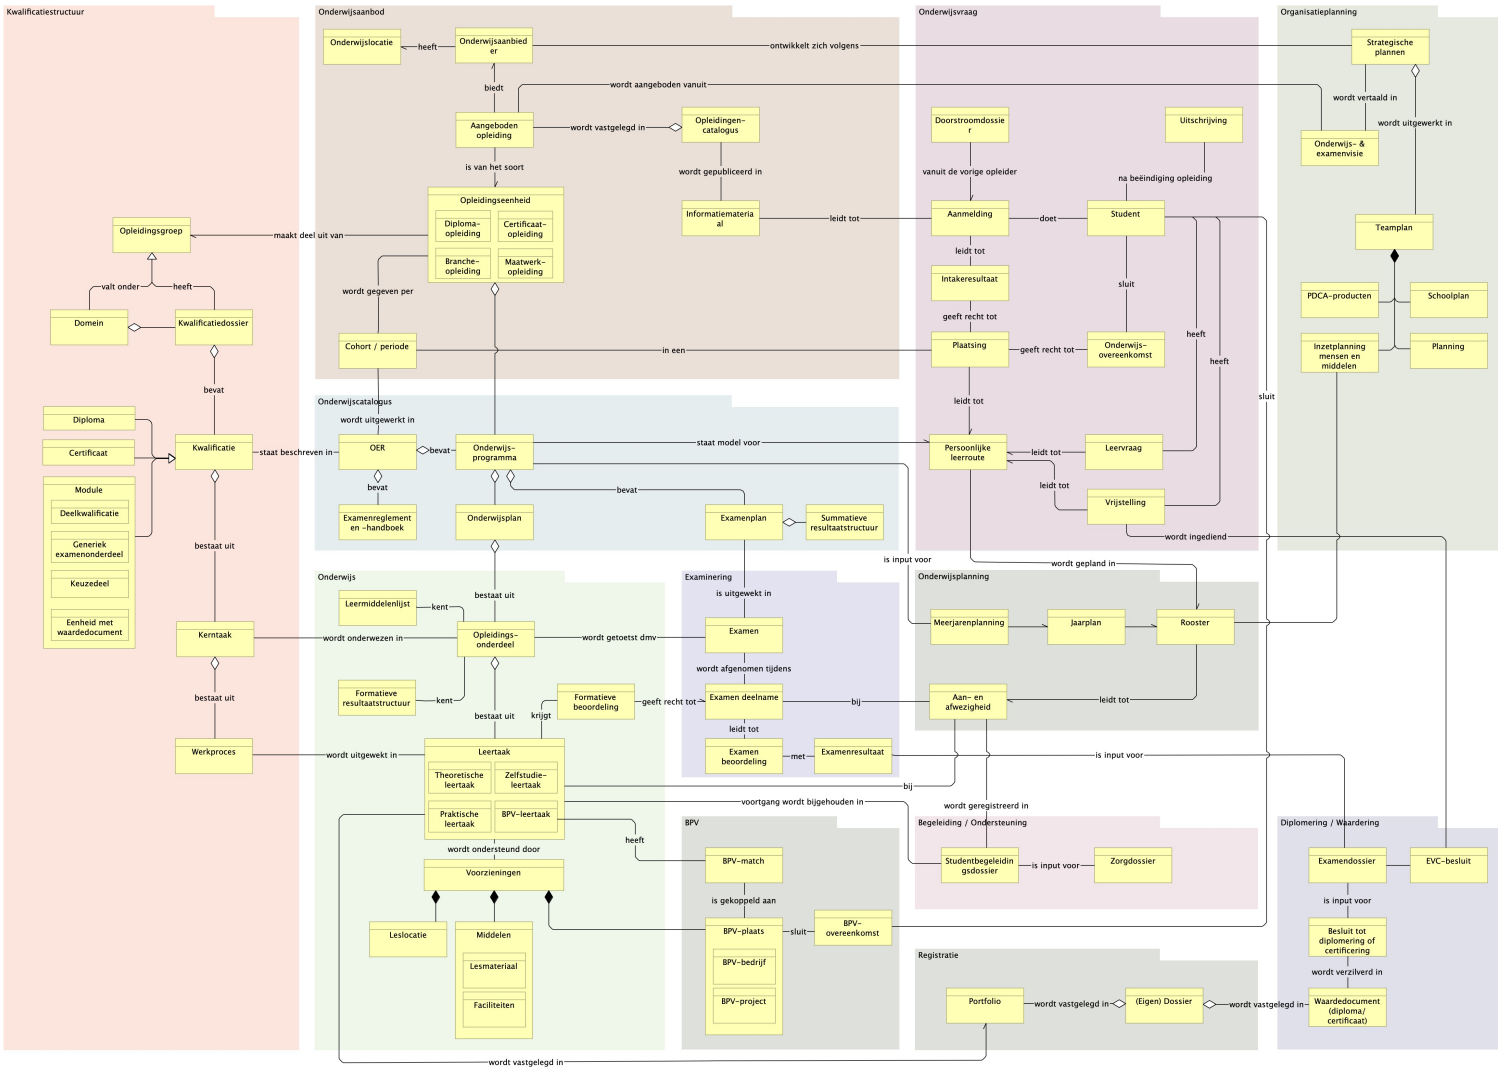 Kwalificatiestructuur
Opleidingsgroep
valt onder
heeft
Domein
Kwalificatiedossier
bevat
Diploma
Certificaat
Kwalificatie
staat beschreven in
Module
Deelkwalificatie
Generiek
examenonderdeel
Keuzedeel
Eenheid met
waardedocument
bestaat uit
Kerntaak
wordt onderwezen in
bestaat uit
Werkproces
wordt uitgewekt in
Onderwijsaanbod
Onderwijslocatie
heeft
Onderwijsaanbied
er
ontwikkelt zich volgens
biedt
wordt aangeboden vanuit
Aangeboden
opleiding
wordt vastgelegd in
Opleidingen-
catalogus
is van het soort
wordt gepubliceerd in
Opleidingseenheid
Diploma-
opleiding
Certificaat-
opleiding
Branche-
opleiding
Maatwerk-
opleiding
maakt deel uit van
Informatiemateria
al
leidt tot
wordt gegeven per
Cohort / periode
in een
Onderwijscatalogus
wordt uitgewerkt in
OER
bevat
Onderwijs-
programma
staat model voor
bevat
bevat
Examenreglement
en -handboek
Onderwijsplan
Examenplan
Summatieve
resultaatstructuur
Onderwijs
bestaat uit
Leermiddelenlijst
kent
Opleidings-
onderdeel
wordt getoetst dmv
Formatieve
resultaatstructuur
kent
bestaat uit
krijgt
Formatieve
beoordeling
geeft recht tot
Leertaak
Theoretische
leertaak
Zelfstudie-
leertaak
Praktische
leertaak
BPV-leertaak
bij
voortgang wordt bijgehouden in
heeft
wordt ondersteund door
Voorzieningen
Leslocatie
Middelen
Lesmateriaal
Faciliteiten
wordt vastgelegd in
Examinering
is uitgewekt in
Examen
wordt afgenomen tijdens
Examen deelname
bij
leidt tot
Examen
beoordeling
met
Examenresultaat
is input voor
BPV
BPV-match
is gekoppeld aan
BPV-plaats
BPV-bedrijf
BPV-project
sluit
BPV-
overeenkomst
Onderwijsvraag
Doorstroomdossie
r
Uitschrijving
vanuit de vorige opleider
na beëindiging opleiding
Aanmelding
doet
Student
leidt tot
Intakeresultaat
sluit
geeft recht tot
heeft
heeft
sluit
Plaatsing
geeft recht tot
Onderwijs-
overeenkomst
leidt tot
Persoonlijke
leerroute
leidt tot
Leervraag
leidt tot
Vrijstelling
wordt ingediend
is input voor
wordt gepland in
Onderwijsplanning
Meerjarenplanning
Jaarplan
Rooster
Aan- en
afwezigheid
leidt tot
wordt geregistreerd in
Begeleiding / Ondersteuning
Studentbegeleidin
gsdossier
is input voor
Zorgdossier
Registratie
Portfolio
wordt vastgelegd in
(Eigen) Dossier
wordt vastgelegd in
Organisatieplanning
Strategische
plannen
wordt vertaald in
wordt uitgewerkt in
Onderwijs- &
examenvisie
Teamplan
PDCA-producten
Schoolplan
Inzetplanning
mensen en
middelen
Planning
Diplomering / Waardering
Examendossier
EVC-besluit
is input voor
Besluit tot
diplomering of
certificering
wordt verzilverd in
Waardedocument
(diploma/
certificaat)